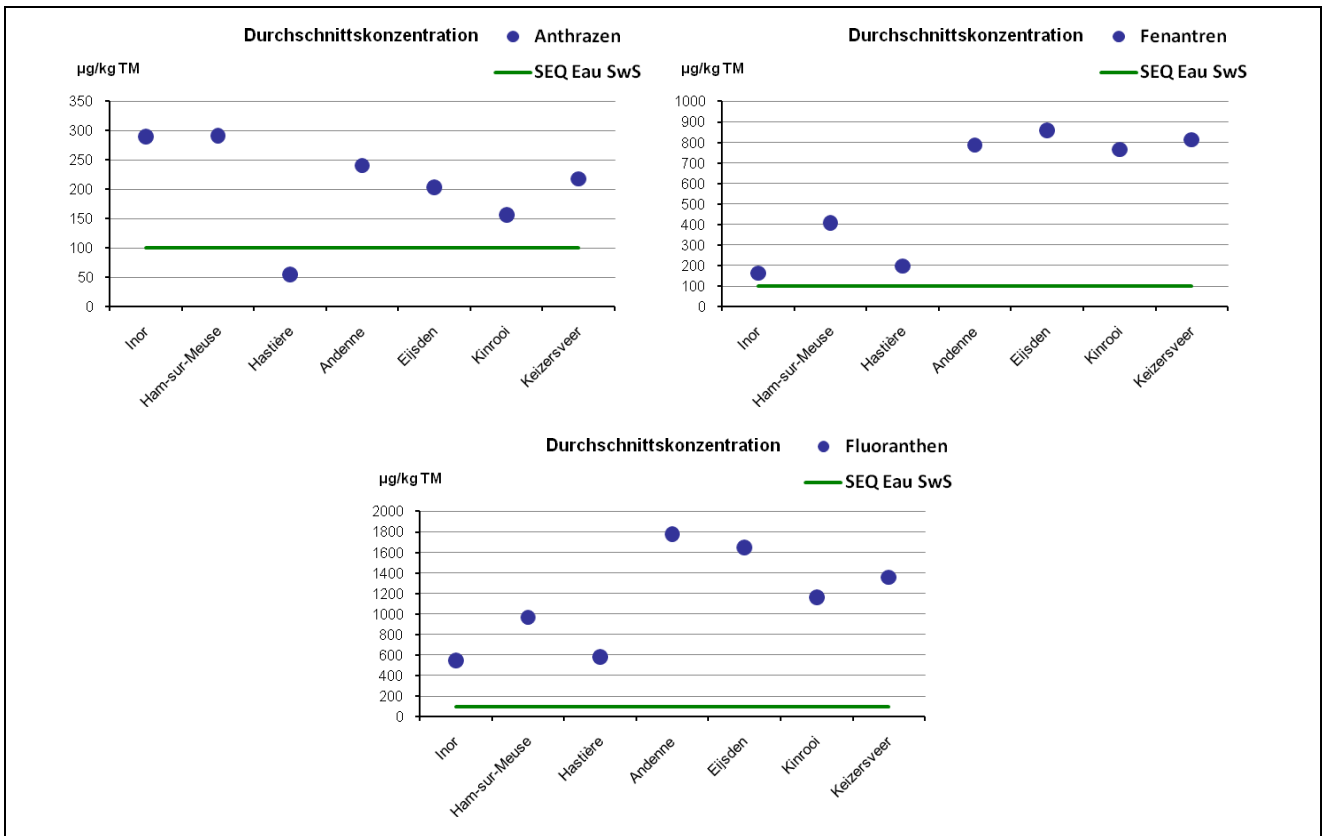 Durchschnittskonzentration
Anthrazen
µg/kg TM
SEQ Eau SwS
350
300
250
200
150
100
50
0
Inor
Ham-sur-Meuse
Hastière
Andenne
Eijsden
Kinrooi
Keizersveer
Durchschnittskonzentration
Fenantren
µg/kg TM
SEQ Eau SwS
1000
900
800
700
600
500
400
300
200
100
0
Inor
Ham-sur-Meuse
Hastière
Andenne
Eijsden
Kinrooi
Keizersveer
Durchschnittskonzentration
Fluoranthen
µg/kg TM
SEQ Eau SwS
2000
1800
1600
1400
1200
1000
800
600
400
200
0
Inor
Ham-sur-Meuse
Hastière
Andenne
Eijsden
Kinrooi
Keizersveer